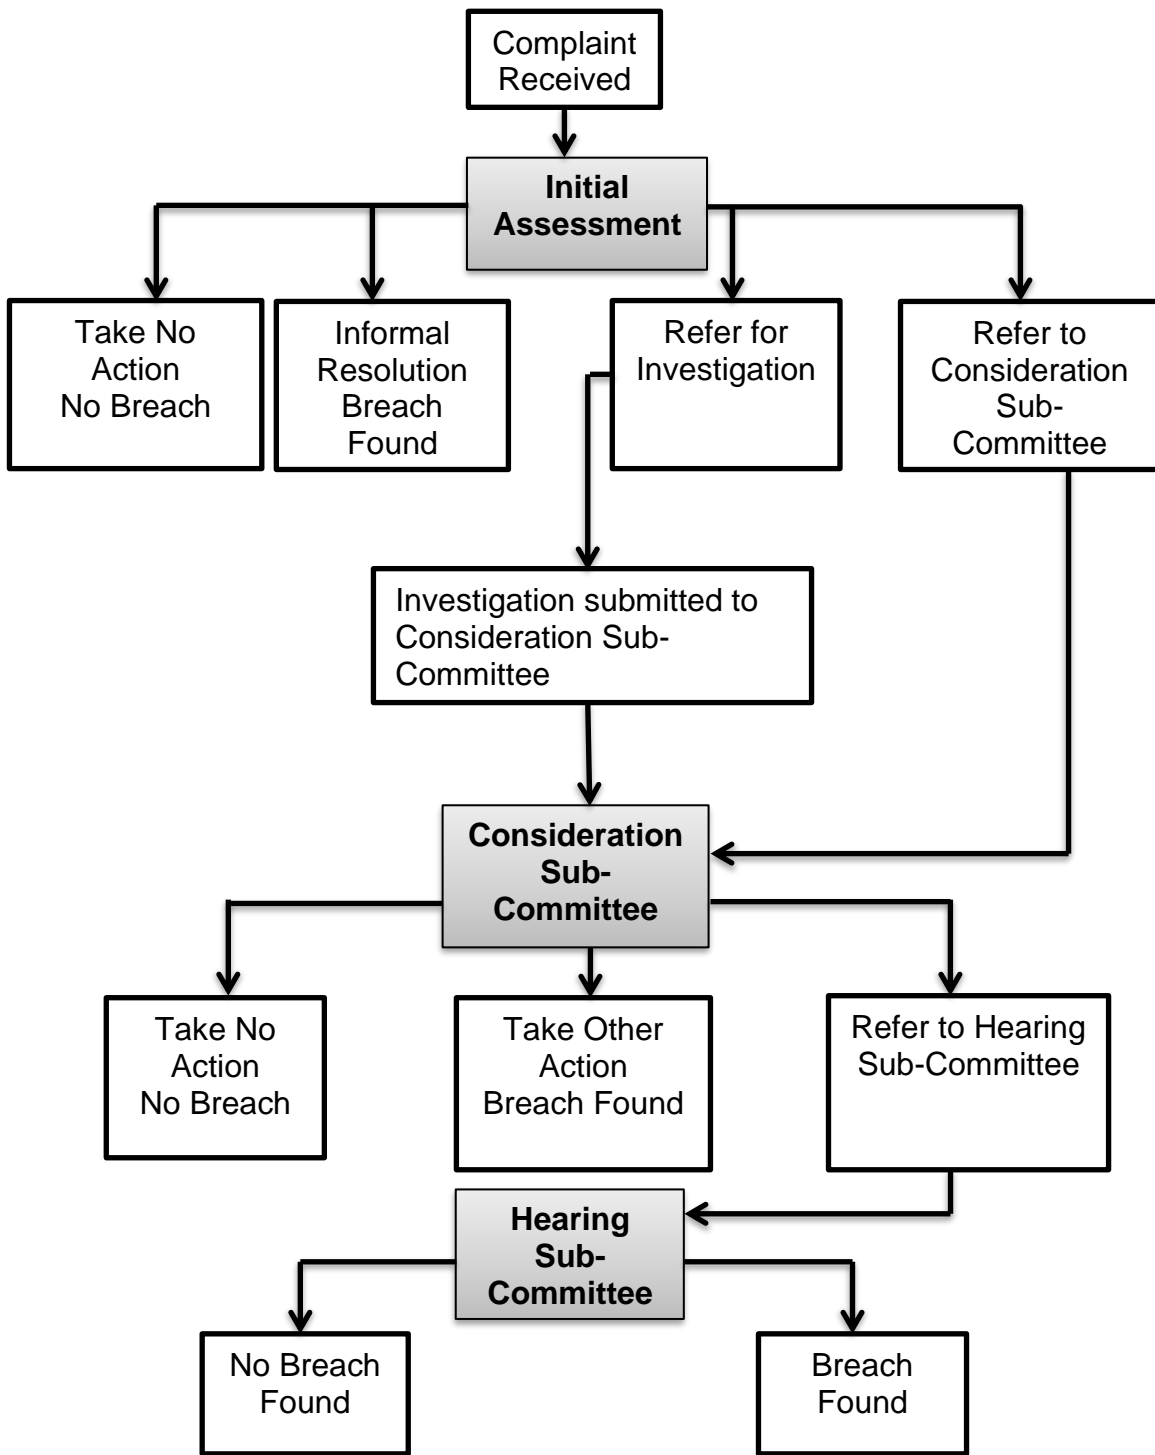 Complaint
Received
Initial
Assessment
Take No
Action
No Breach
Informal
Resolution
Breach
Found
Refer for
Investigation
Refer to
Consideration
Sub-
Committee
Investigation submitted to
Consideration Sub-
Committee
Consideration
Sub-
Committee
Take No
Action
No Breach
Take Other
Action
Breach Found
Refer to Hearing
Sub-Committee
Hearing
Sub-
Committee
No Breach
Found
Breach
Found